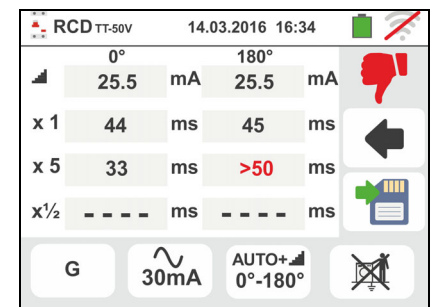 RCD TT-50V 14.03.2016 16:34
0° 180°
25.5 mA 25.5 mA
x 1 44 ms 45 ms
x 5 33 ms >50 ms
x½ ---- ms ---- ms
G 30mA AUTO+ 0°-180°